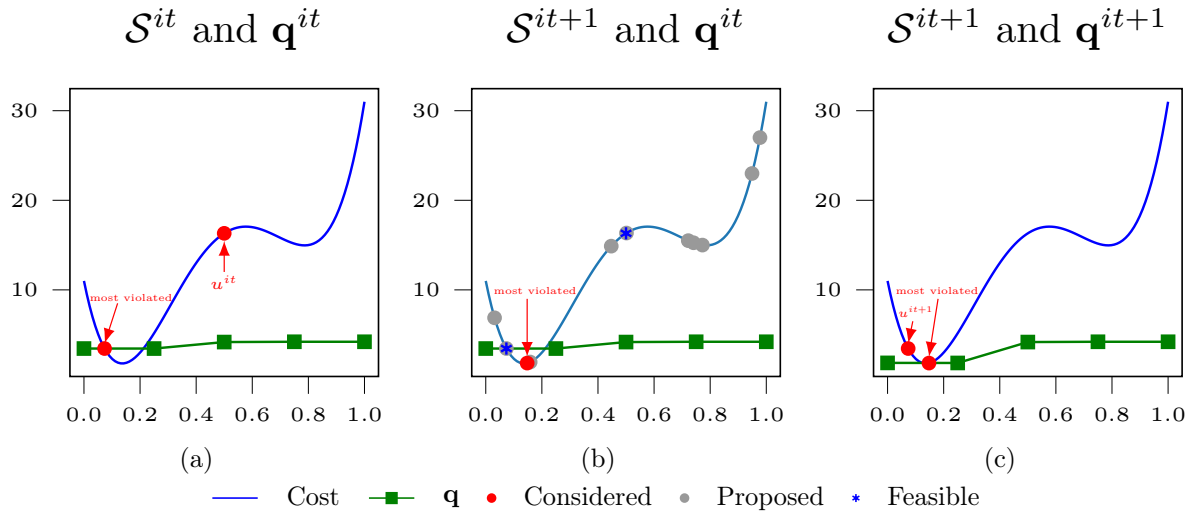 𝒮^{it} and q^{it}
𝒮^{it+1} and q^{it}
𝒮^{it+1} and q^{it+1}
30
20
10
most violated
u^{it}
0.0 0.2 0.4 0.6 0.8 1.0
(a)
30
20
10
most violated
0.0 0.2 0.4 0.6 0.8 1.0
(b)
30
20
10
most violated
u^{it+1}
0.0 0.2 0.4 0.6 0.8 1.0
(c)
Cost q Considered Proposed Feasible